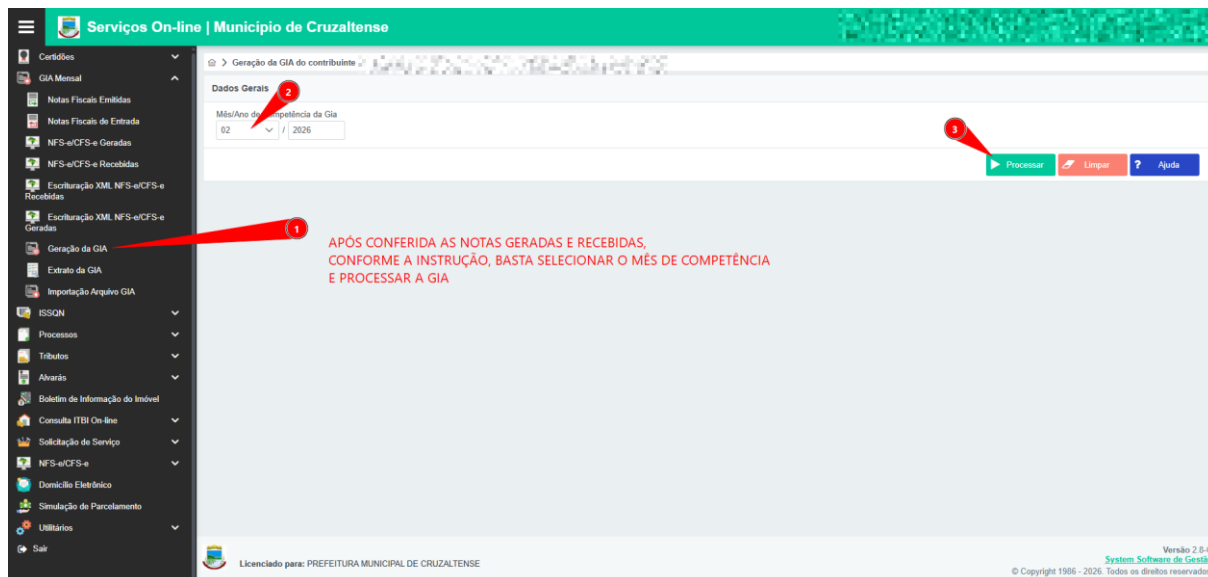 Serviços On-line | Município de Cruzaltense
Certidões
GIA Mensal
Notas Fiscais Emitidas
Notas Fiscais de Entrada
NFS-e/CFS-e Geradas
NFS-e/CFS-e Recebidas
Escrituração XML NFS-e/CFS-e
Recebidas
Escrituração XML NFS-e/CFS-e
Geradas
Geração da GIA
Extrato da GIA
Importação Arquivo GIA
ISSQN
Processos
Tributos
Alvarás
Boletim de Informação do Imóvel
Consulta ITBI On-line
Solicitação de Serviço
NFS-e/CFS-e
Domicílio Eletrônico
Simulação de Parcelamento
Utilitários
Sair
> Geração da GIA do contribuinte
Dados Gerais
2
Mês/Ano de Competência da Gia
02 / 2026
3
Processar Limpar ? Ajuda
1
APÓS CONFERIDA AS NOTAS GERADAS E RECEBIDAS,
CONFORME A INSTRUÇÃO, BASTA SELECIONAR O MÊS DE COMPETÊNCIA
E PROCESSAR A GIA
Licenciado para: PREFEITURA MUNICIPAL DE CRUZALTENSE
Versão 2.8-
System Software de Gestã
© Copyright 1986 - 2026. Todos os direitos reservado